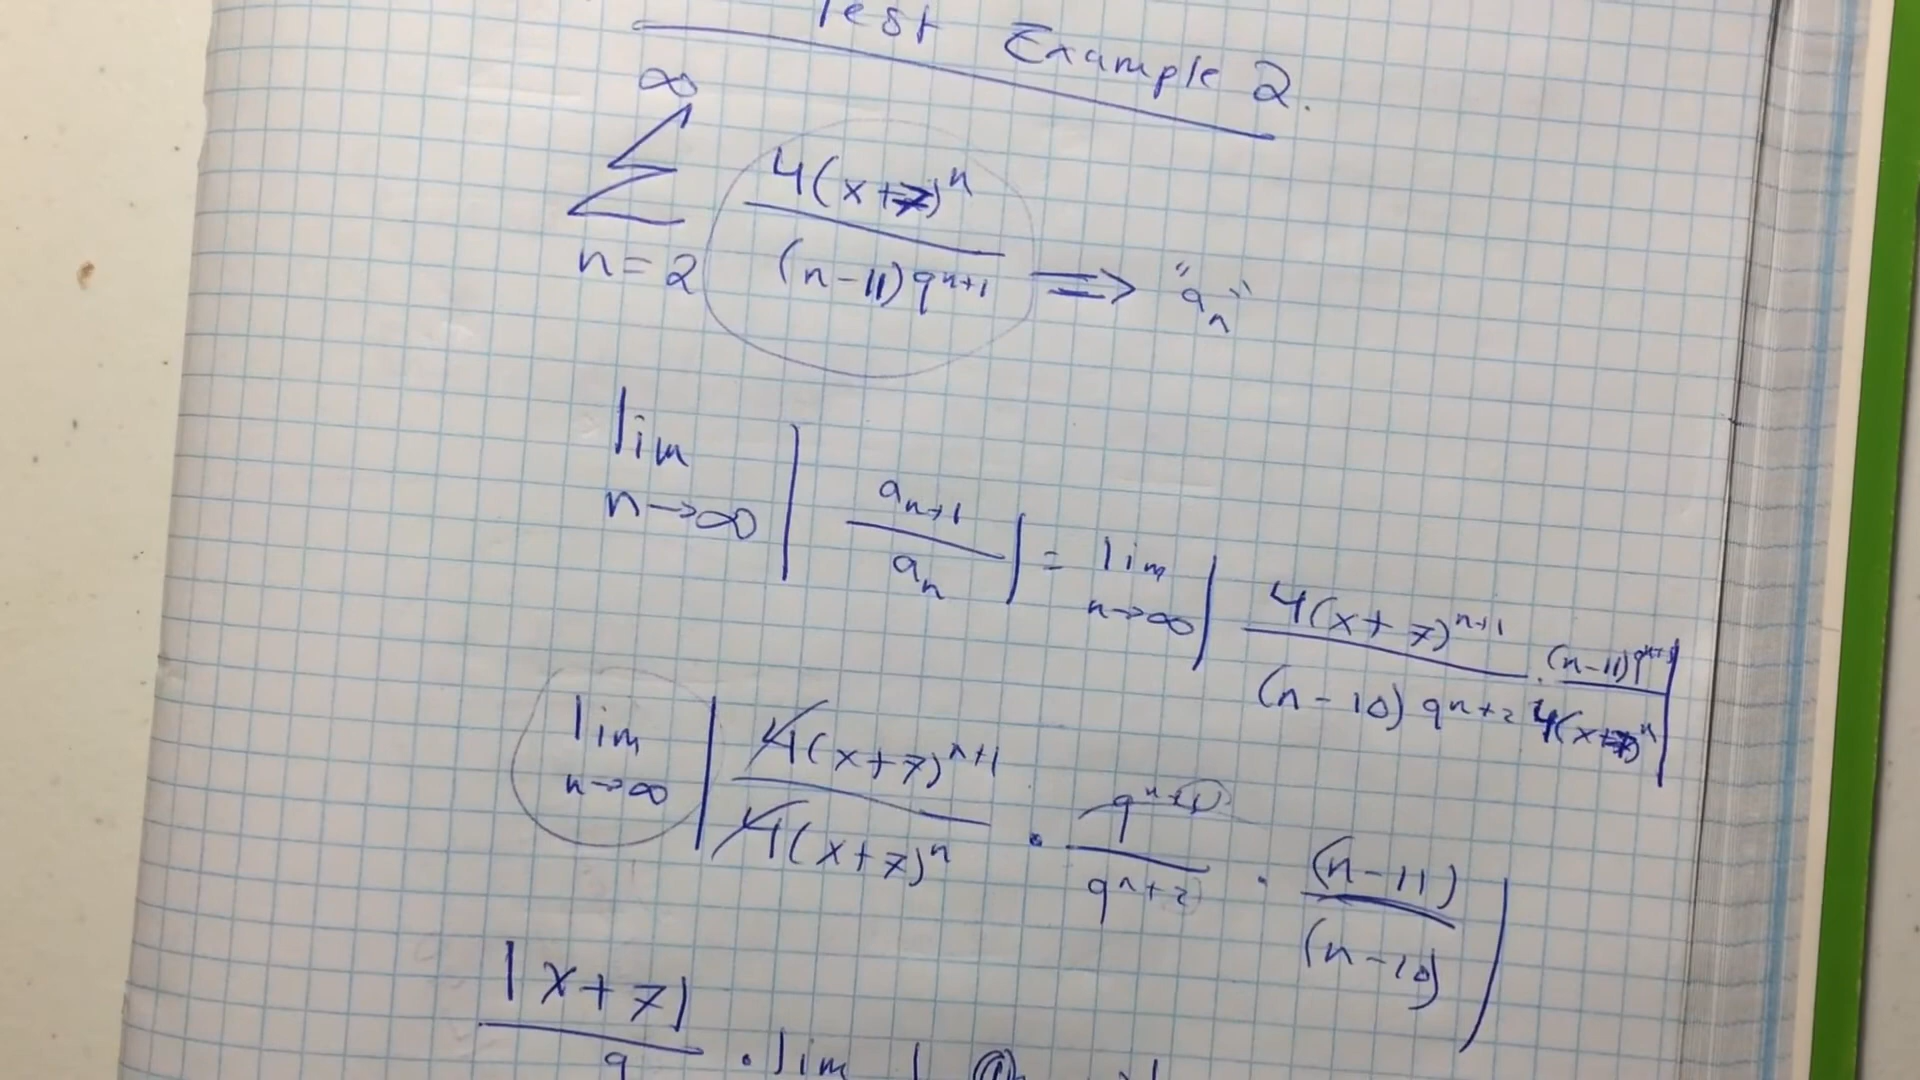 Test Example 2.
∞
∑ 4(x+7)^n / (n-11)9^{n+1} => "a_n"
n=2
lim n→∞ | a_{n+1} / a_n | = lim n→∞ | 4(x+7)^{n+1} / (n-10)9^{n+2} · (n-11)9^{n+1} / 4(x+7)^n |
lim n→∞ | 4(x+7)^{n+1} / 4(x+7)^n · 9^{n+1} / 9^{n+2} · (n-11) / (n-10) |
|x+7| / 9 · lim |